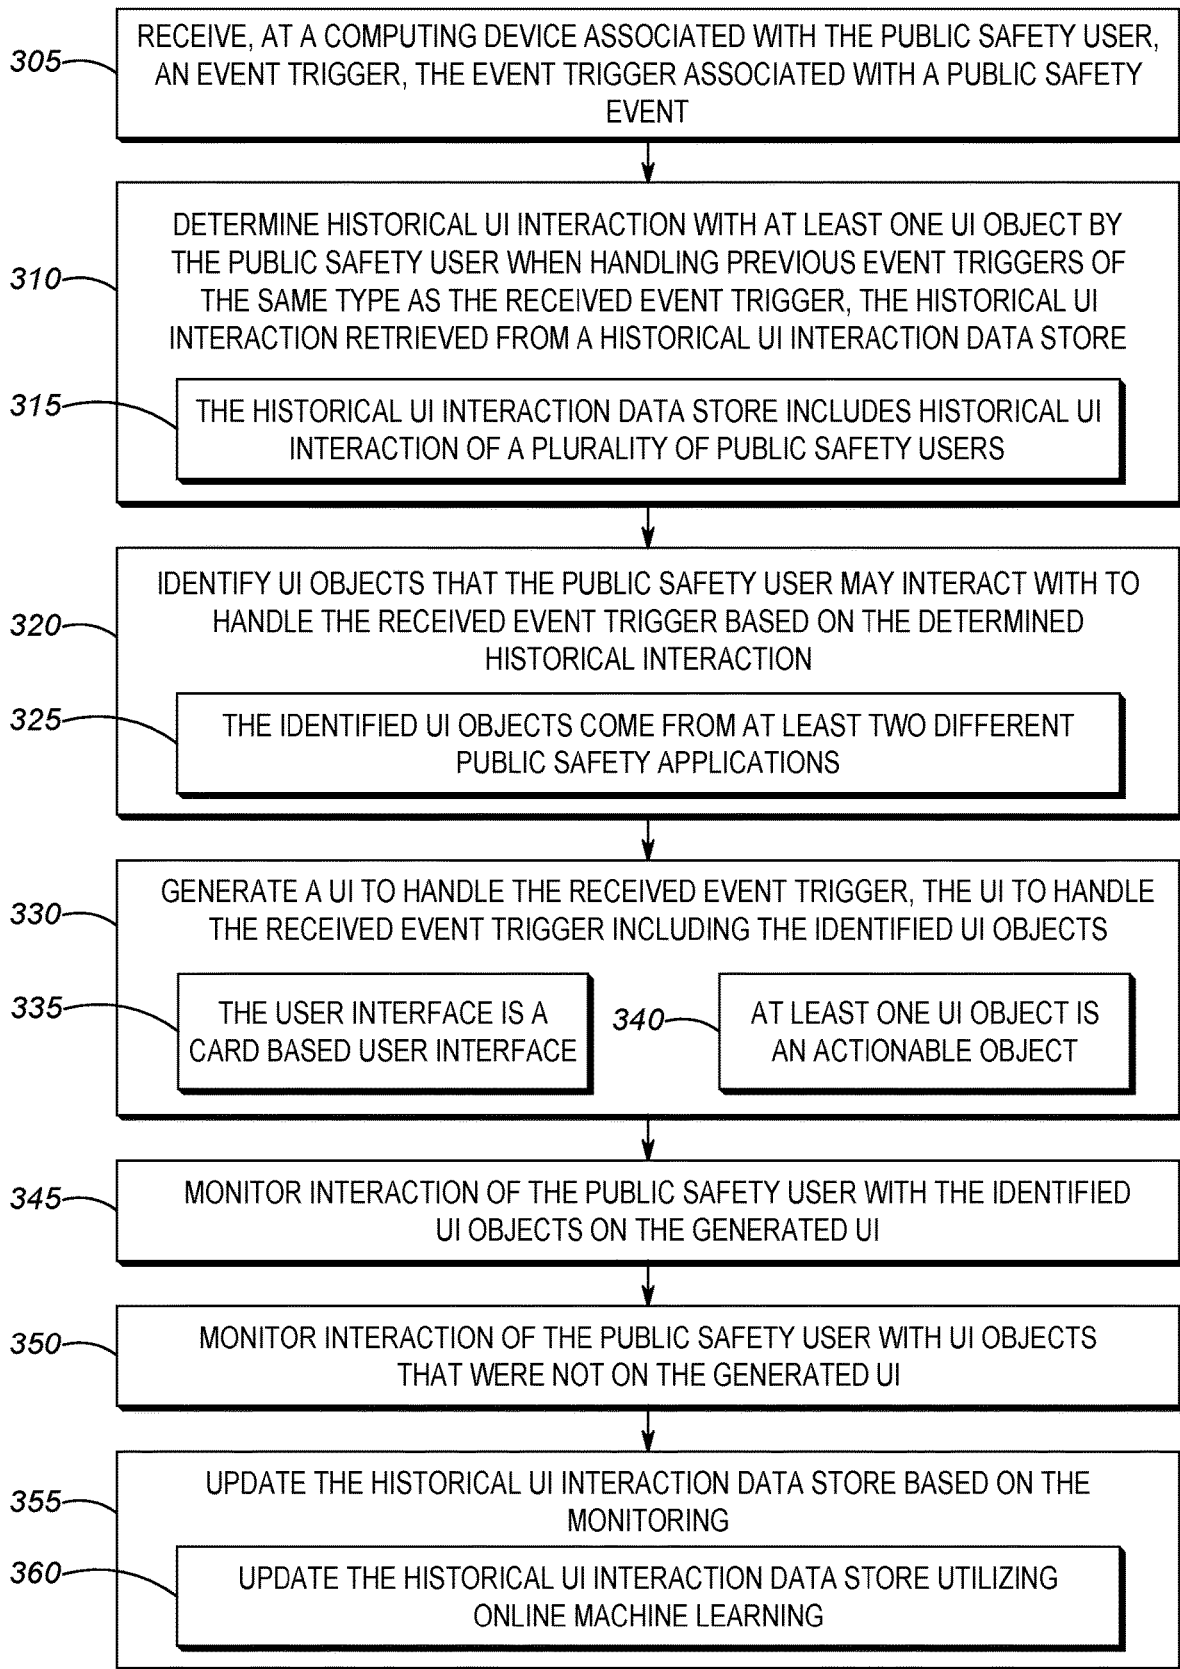 305
RECEIVE, AT A COMPUTING DEVICE ASSOCIATED WITH THE PUBLIC SAFETY USER,
AN EVENT TRIGGER, THE EVENT TRIGGER ASSOCIATED WITH A PUBLIC SAFETY
EVENT
310
DETERMINE HISTORICAL UI INTERACTION WITH AT LEAST ONE UI OBJECT BY
THE PUBLIC SAFETY USER WHEN HANDLING PREVIOUS EVENT TRIGGERS OF
THE SAME TYPE AS THE RECEIVED EVENT TRIGGER, THE HISTORICAL UI
INTERACTION RETRIEVED FROM A HISTORICAL UI INTERACTION DATA STORE
315
THE HISTORICAL UI INTERACTION DATA STORE INCLUDES HISTORICAL UI
INTERACTION OF A PLURALITY OF PUBLIC SAFETY USERS
320
IDENTIFY UI OBJECTS THAT THE PUBLIC SAFETY USER MAY INTERACT WITH TO
HANDLE THE RECEIVED EVENT TRIGGER BASED ON THE DETERMINED
HISTORICAL INTERACTION
325
THE IDENTIFIED UI OBJECTS COME FROM AT LEAST TWO DIFFERENT
PUBLIC SAFETY APPLICATIONS
330
GENERATE A UI TO HANDLE THE RECEIVED EVENT TRIGGER, THE UI TO HANDLE
THE RECEIVED EVENT TRIGGER INCLUDING THE IDENTIFIED UI OBJECTS
335
THE USER INTERFACE IS A
CARD BASED USER INTERFACE
340
AT LEAST ONE UI OBJECT IS
AN ACTIONABLE OBJECT
345
MONITOR INTERACTION OF THE PUBLIC SAFETY USER WITH THE IDENTIFIED
UI OBJECTS ON THE GENERATED UI
350
MONITOR INTERACTION OF THE PUBLIC SAFETY USER WITH UI OBJECTS
THAT WERE NOT ON THE GENERATED UI
355
UPDATE THE HISTORICAL UI INTERACTION DATA STORE BASED ON THE
MONITORING
360
UPDATE THE HISTORICAL UI INTERACTION DATA STORE UTILIZING
ONLINE MACHINE LEARNING